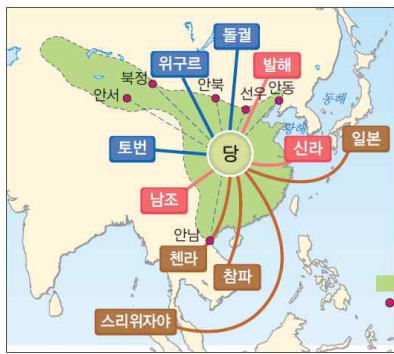 돌궐
위구르
발해
북정
안북
안서
선우
안동
동해
황해
토번
당
신라
일본
남조
안남
첸라
참파
스리위자야